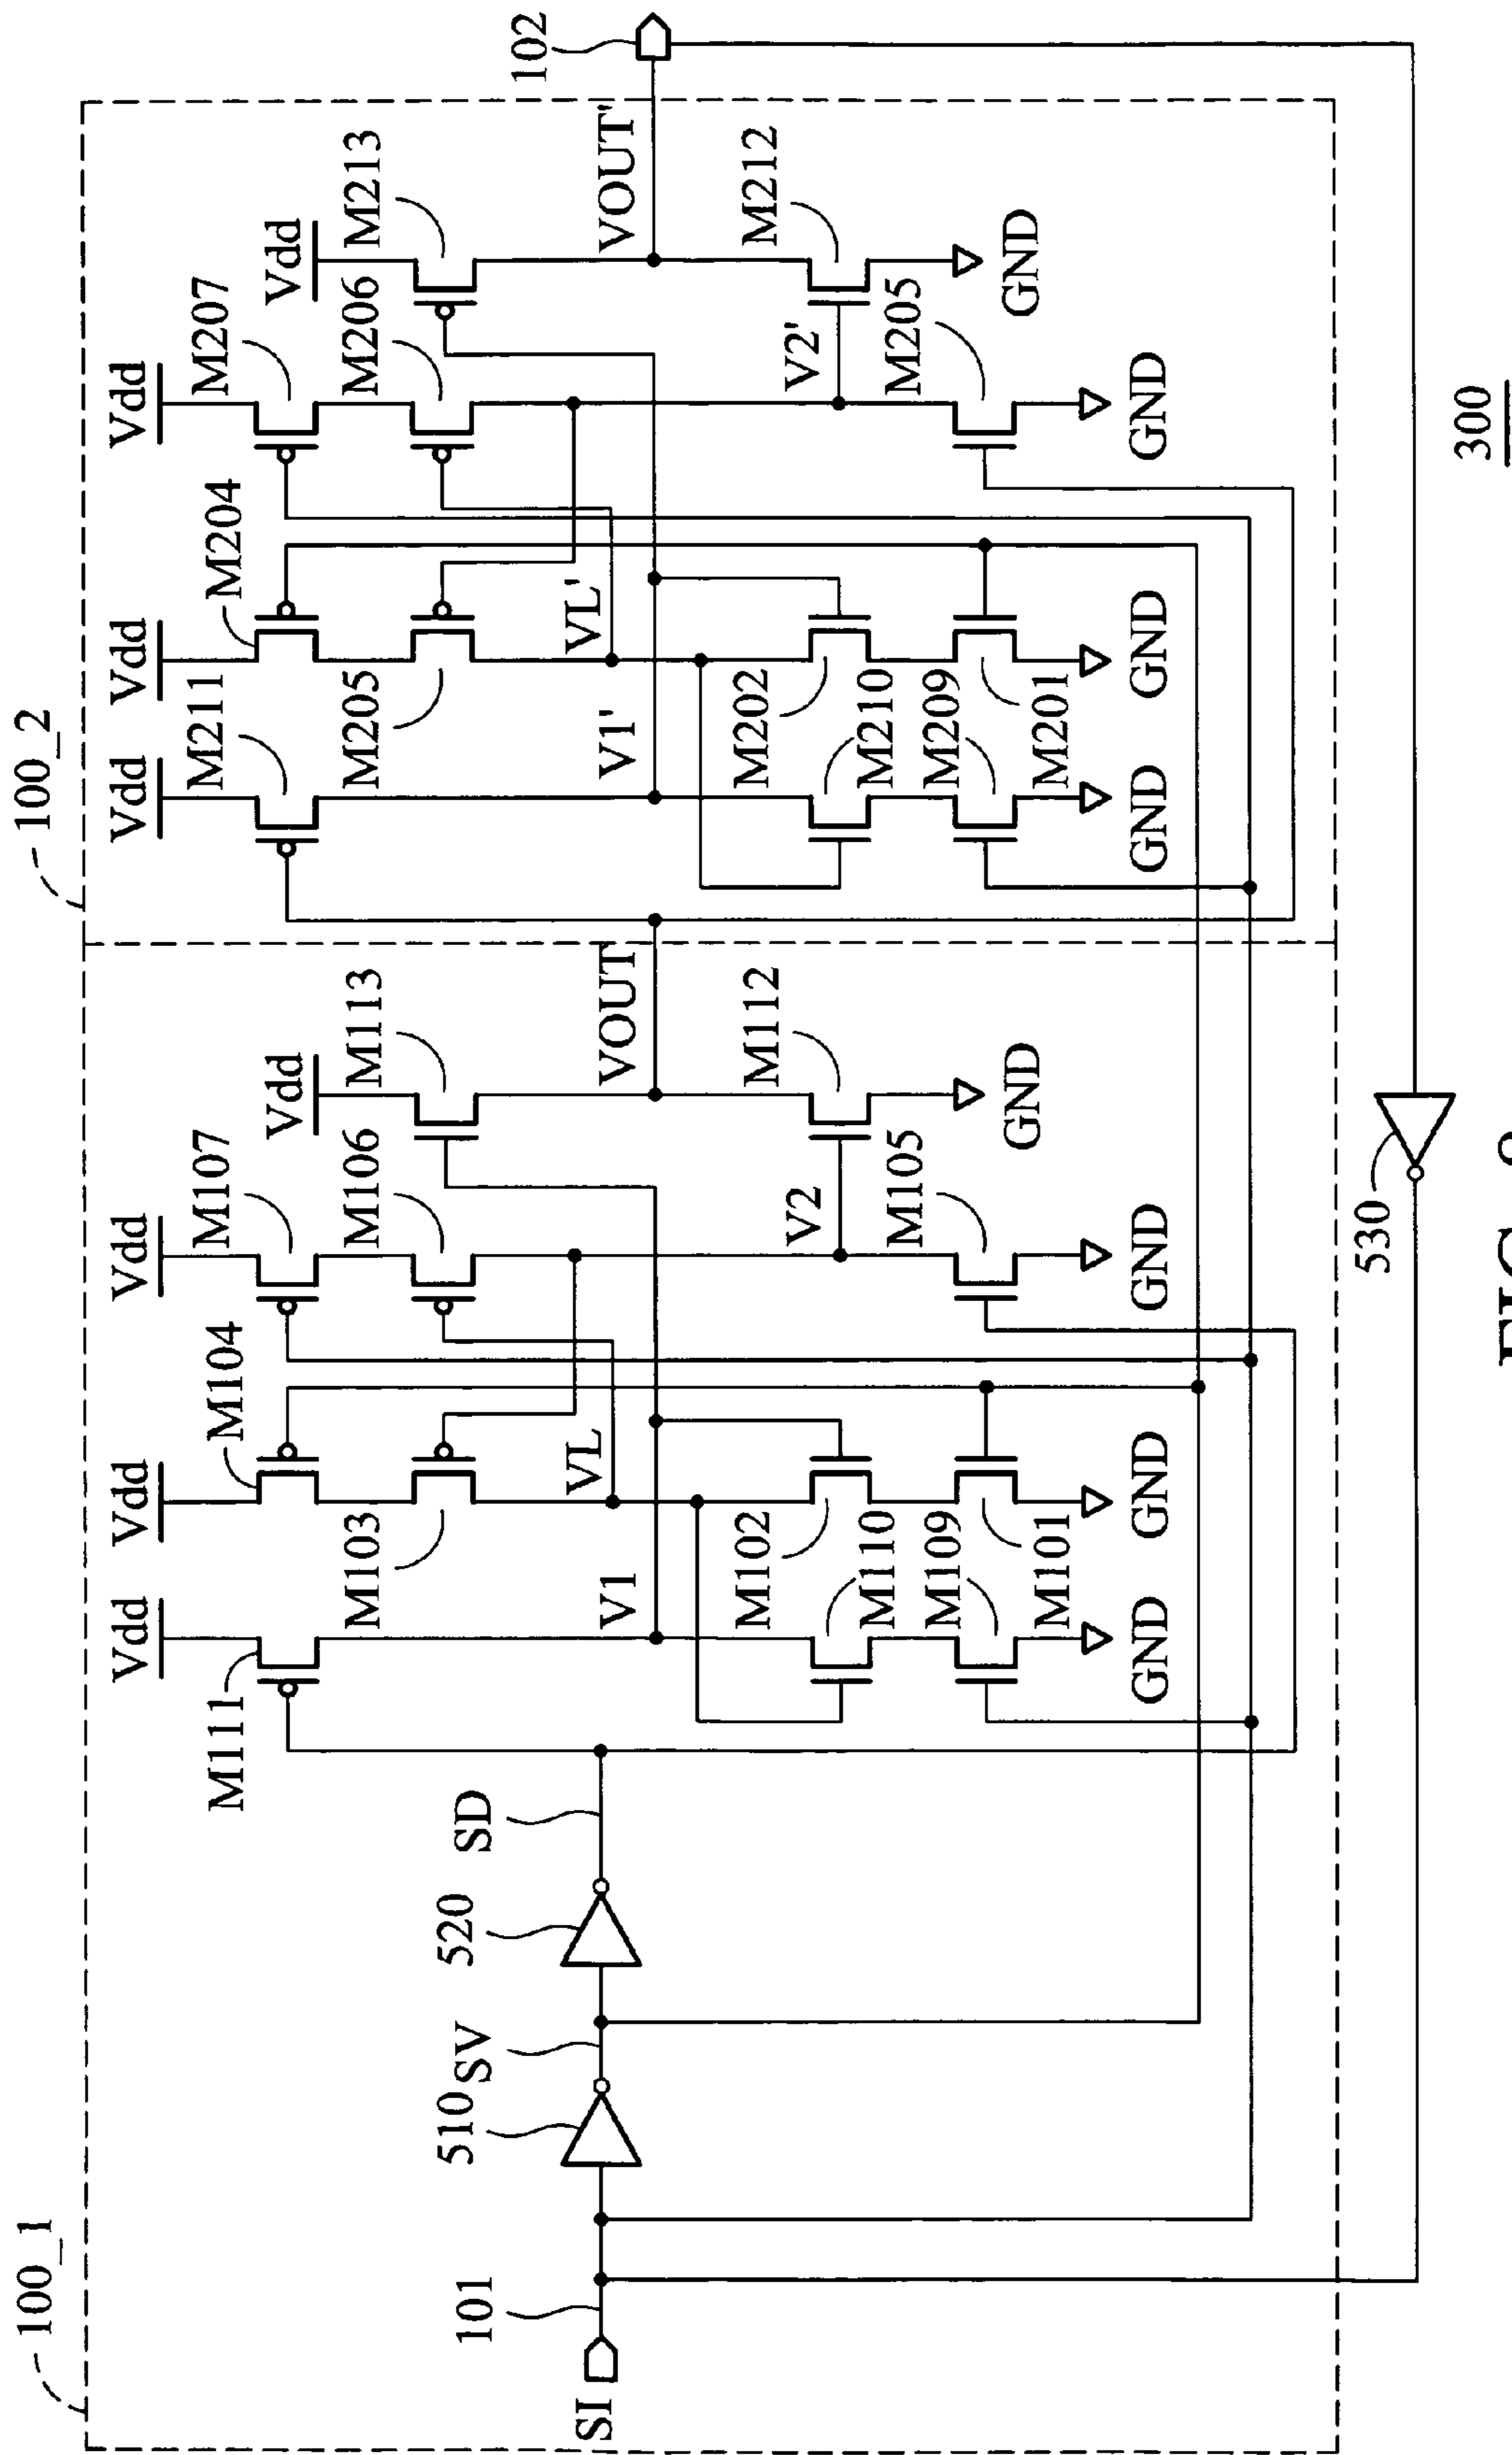 100_1
100_2
Vdd
Vdd
Vdd
Vdd
Vdd
Vdd
Vdd
Vdd
M111
M104
M107
M113
M211
M204
M207
M213
M103
M106
M205
M206
SI
101
510
SV
520
SD
V1
VL
VOUT
V1'
VL'
VOUT'
102
V2
V2'
M102
M110
M109
M101
M105
M112
M202
M210
M209
M201
M205
M212
GND
GND
GND
GND
GND
GND
GND
GND
530
300